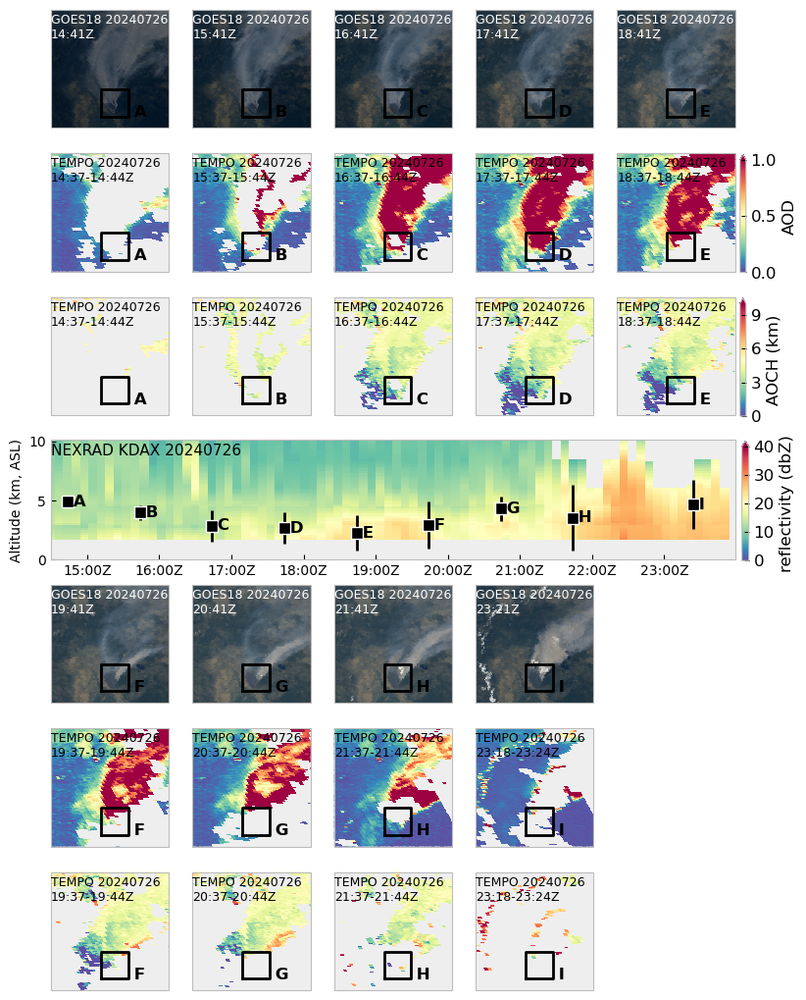 GOES18 20240726
14:41Z
A
GOES18 20240726
15:41Z
B
GOES18 20240726
16:41Z
C
GOES18 20240726
17:41Z
D
GOES18 20240726
18:41Z
E
TEMPO 20240726
14:37-14:44Z
A
TEMPO 20240726
15:37-15:44Z
B
TEMPO 20240726
16:37-16:44Z
C
TEMPO 20240726
17:37-17:44Z
D
TEMPO 20240726
18:37-18:44Z
E
1.0
0.5
0.0
AOD
TEMPO 20240726
14:37-14:44Z
A
TEMPO 20240726
15:37-15:44Z
B
TEMPO 20240726
16:37-16:44Z
C
TEMPO 20240726
17:37-17:44Z
D
TEMPO 20240726
18:37-18:44Z
E
9
6
3
0
AOCH (km)
Altitude (km, ASL)
10
5
0
NEXRAD KDAX 20240726
A
B
C
D
E
F
G
H
I
15:00Z
16:00Z
17:00Z
18:00Z
19:00Z
20:00Z
21:00Z
22:00Z
23:00Z
40
30
20
10
0
reflectivity (dbZ)
GOES18 20240726
19:41Z
F
GOES18 20240726
20:41Z
G
GOES18 20240726
21:41Z
H
GOES18 20240726
23:21Z
I
TEMPO 20240726
19:37-19:44Z
F
TEMPO 20240726
20:37-20:44Z
G
TEMPO 20240726
21:37-21:44Z
H
TEMPO 20240726
23:18-23:24Z
I
TEMPO 20240726
19:37-19:44Z
F
TEMPO 20240726
20:37-20:44Z
G
TEMPO 20240726
21:37-21:44Z
H
TEMPO 20240726
23:18-23:24Z
I